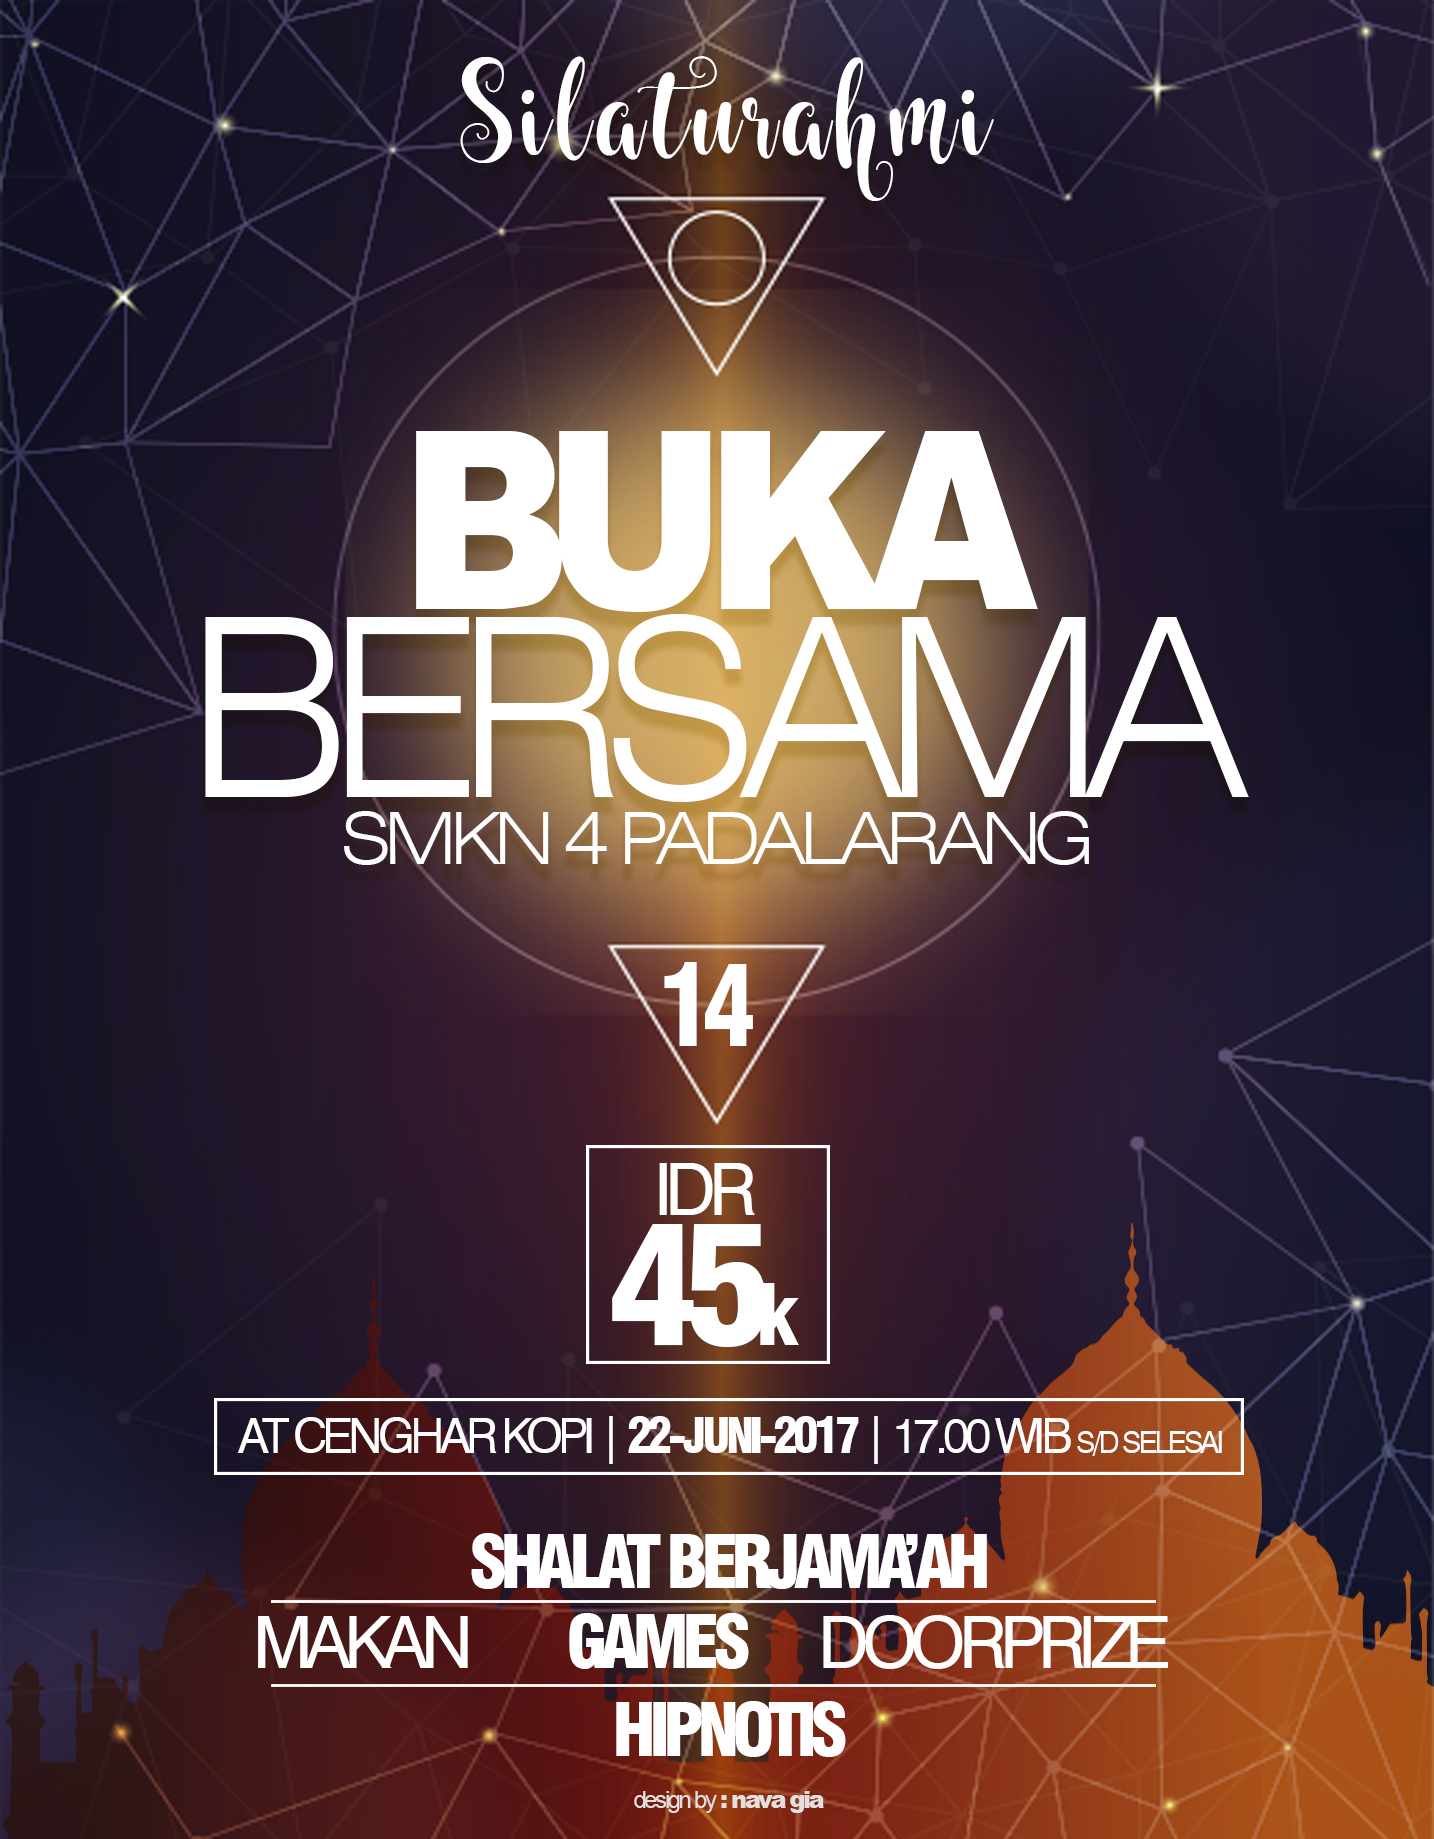 Silaturahmi
BUKA
BERSAMA
SMKN 4 PADALARANG
14
IDR
45k
AT CENGHAR KOPI | 22-JUNI-2017 | 17.00 WIB S/D SELESAI
SHALAT BERJAMA'AH
MAKAN GAMES DOORPRIZE
HIPNOTIS
design by : nava gia